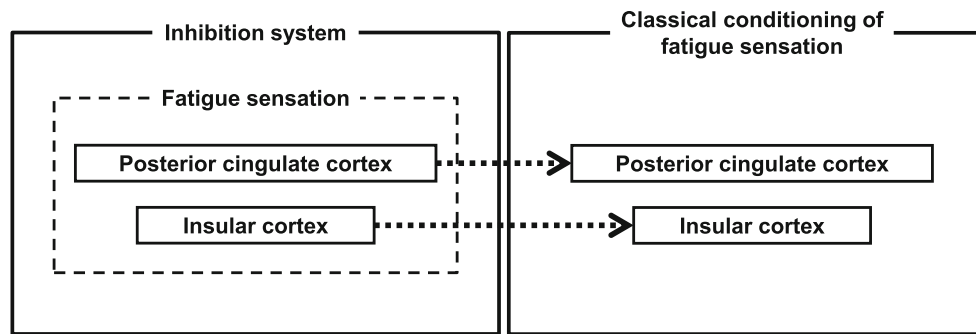 Inhibition system
Classical conditioning of
fatigue sensation
Fatigue sensation
Posterior cingulate cortex
Posterior cingulate cortex
Insular cortex
Insular cortex